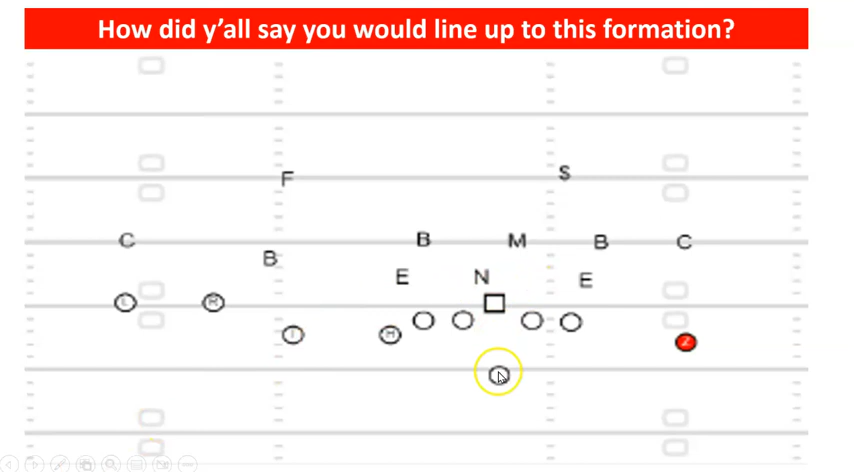 How did y'all say you would line up to this formation?
F S
C B M B C
B
E N E
L R
T H Z